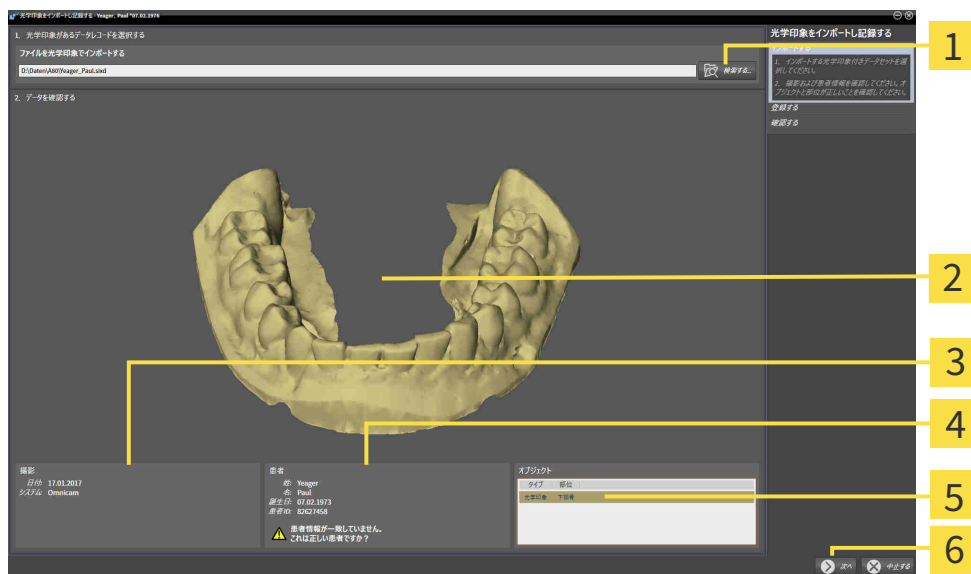 光学印象をインポートし記録する - Yeager, Paul *07.02.1976
1. 光学印象があるデータレコードを選択する
ファイルを光学印象でインポートする
D:\Daten\A80\Yeager_Paul.sixd
検索する...
2. データを確認する
撮影
日付: 17.01.2017
システム: Omnicam
患者
姓: Yeager
名: Paul
誕生日: 07.02.1973
患者ID: 82627458
患者情報が一致していません。
これは正しい患者ですか？
オブジェクト
タイプ 部位
光学印象 下顎骨
光学印象をインポートし記録する
インポートする
1. インポートする光学印象付きデータセットを選
択してください。
2. 撮影および患者情報を確認してください。オ
ブジェクトと部位が正しいことを確認してください。
登録する
確認する
次へ
中止する
1
2
3
4
5
6